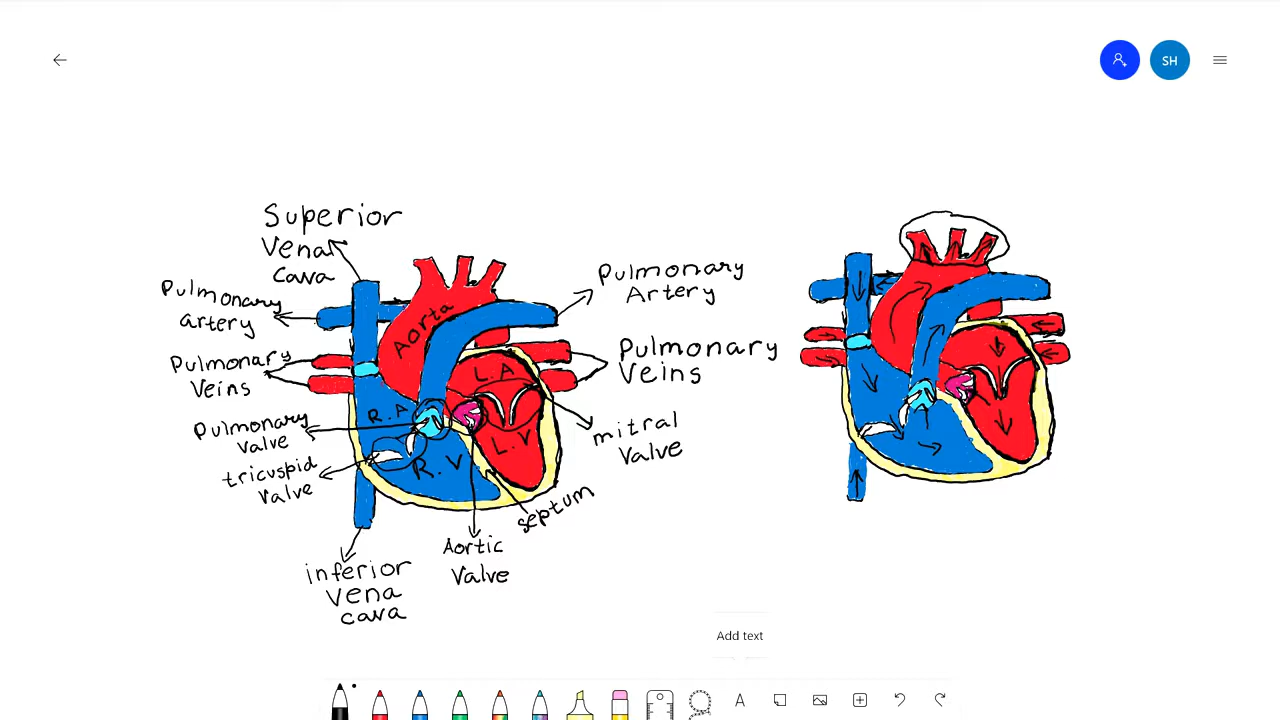 SH
Superior
Vena
cava
Pulmonary
artery
Pulmonary
Veins
Pulmonary
valve
tricuspid
valve
inferior
vena
cava
Aorta
R.A
R.V
L.A
L.V
Aortic
Valve
septum
Pulmonary
Artery
Pulmonary
Veins
mitral
valve
Add text
A